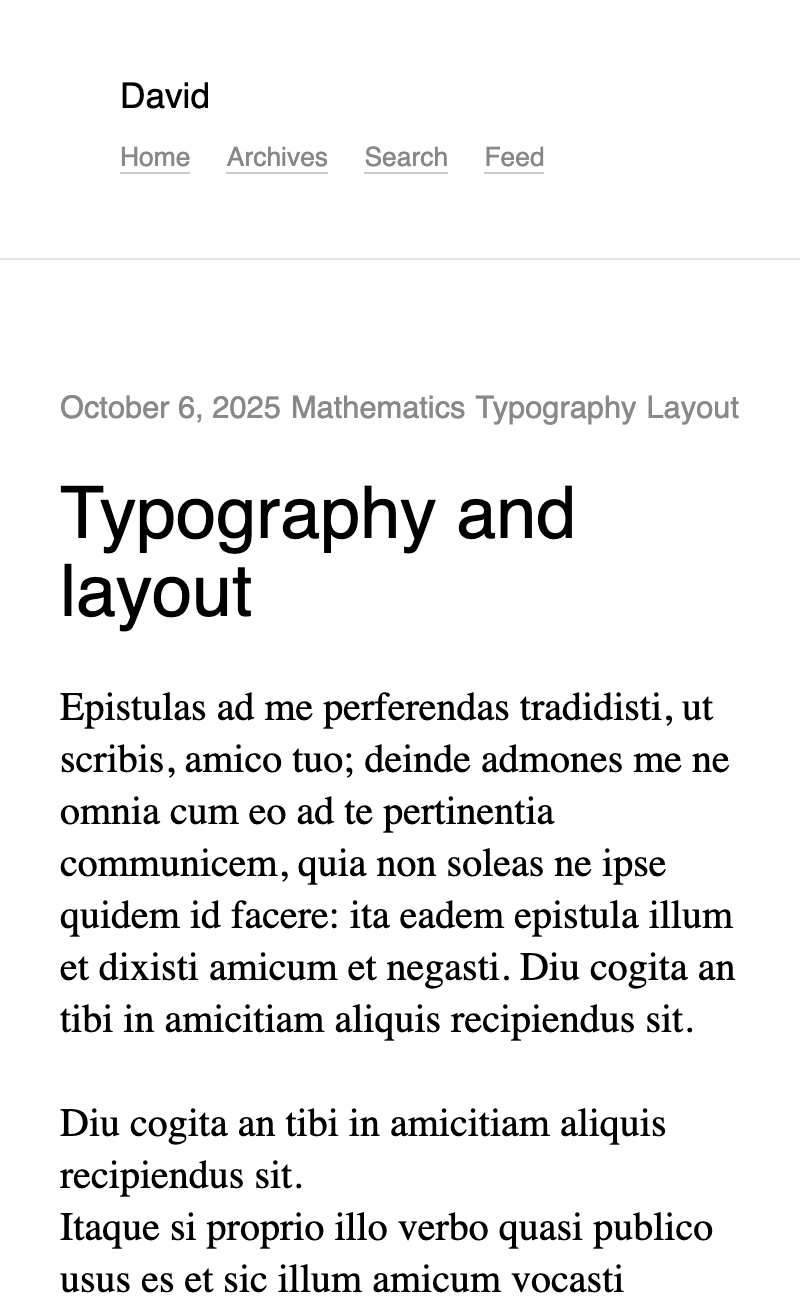 David
Home Archives Search Feed
October 6, 2025 Mathematics Typography Layout
Typography and
layout
Epistulas ad me perferendas tradidisti, ut
scribis, amico tuo; deinde admones me ne
omnia cum eo ad te pertinentia
communicem, quia non soleas ne ipse
quidem id facere: ita eadem epistula illum
et dixisti amicum et negasti. Diu cogita an
tibi in amicitiam aliquis recipiendus sit.
Diu cogita an tibi in amicitiam aliquis
recipiendus sit.
Itaque si proprio illo verbo quasi publico
usus es et sic illum amicum vocasti